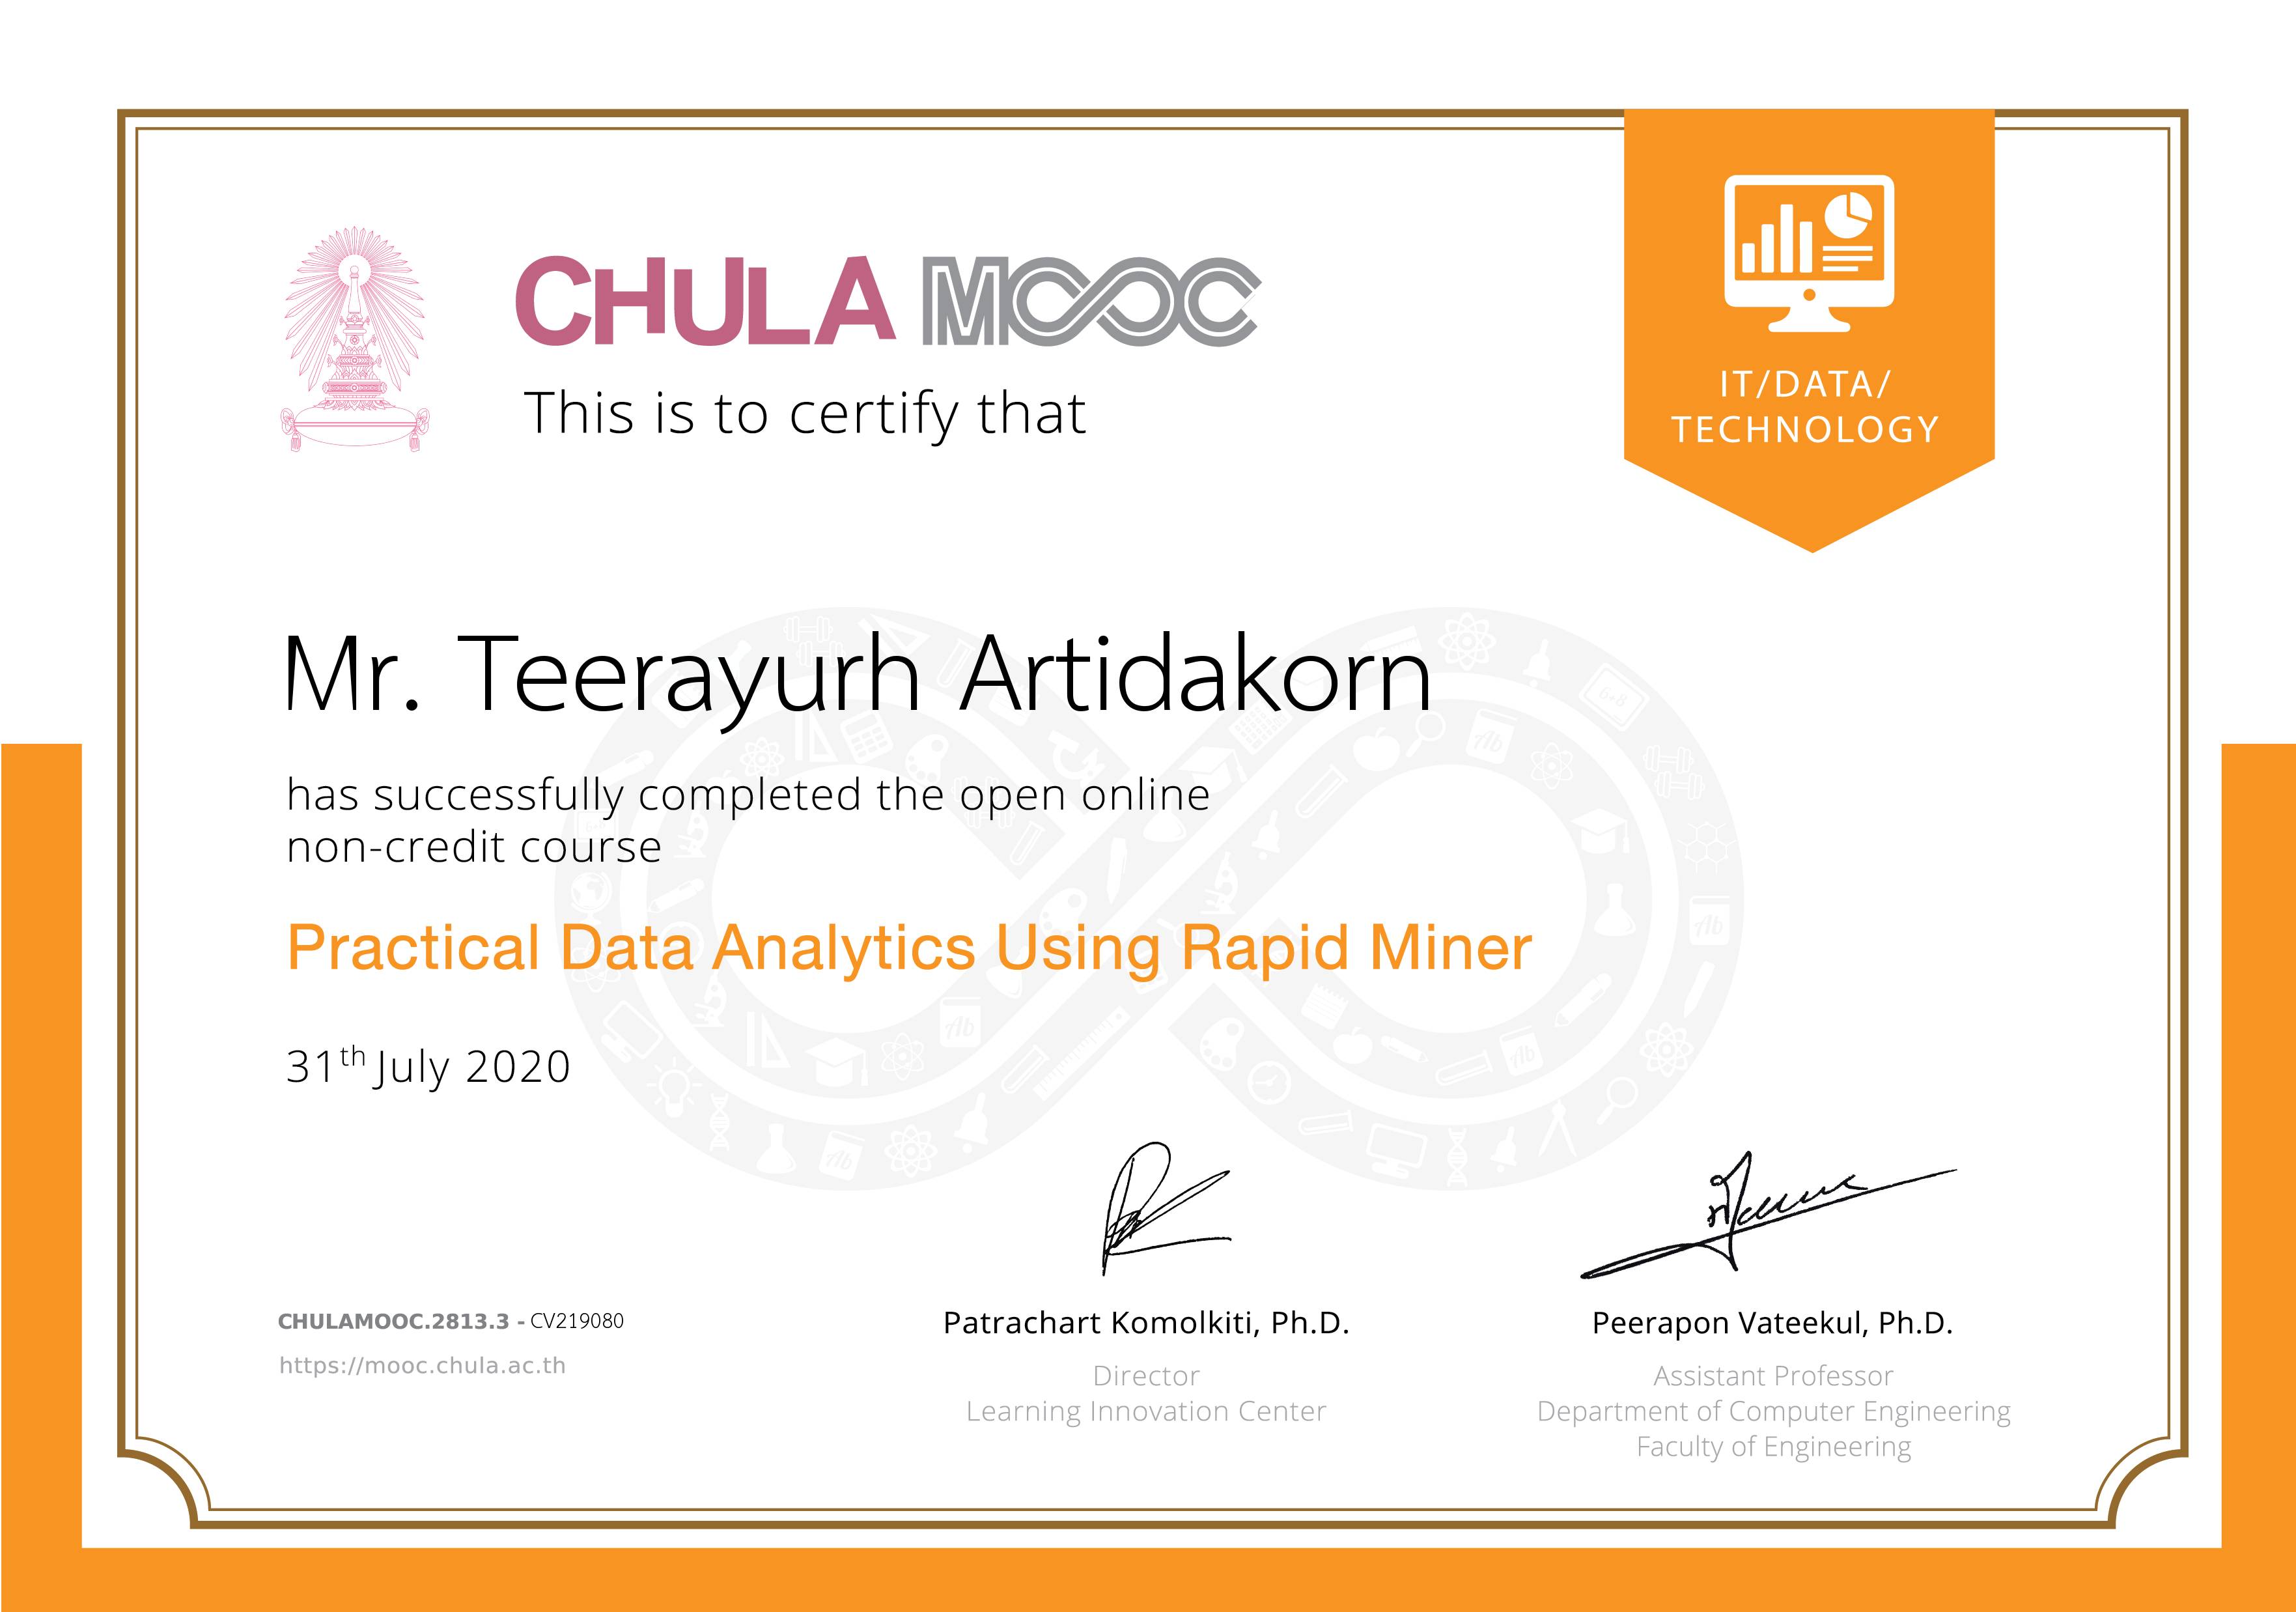 CHULA MOOC
This is to certify that
IT/DATA/
TECHNOLOGY
Mr. Teerayurh Artidakorn
has successfully completed the open online
non-credit course
Practical Data Analytics Using Rapid Miner
31th July 2020
CHULAMOOC.2813.3 - CV219080
https://mooc.chula.ac.th
Patrachart Komolkiti, Ph.D.
Director
Learning Innovation Center
Peerapon Vateekul, Ph.D.
Assistant Professor
Department of Computer Engineering
Faculty of Engineering